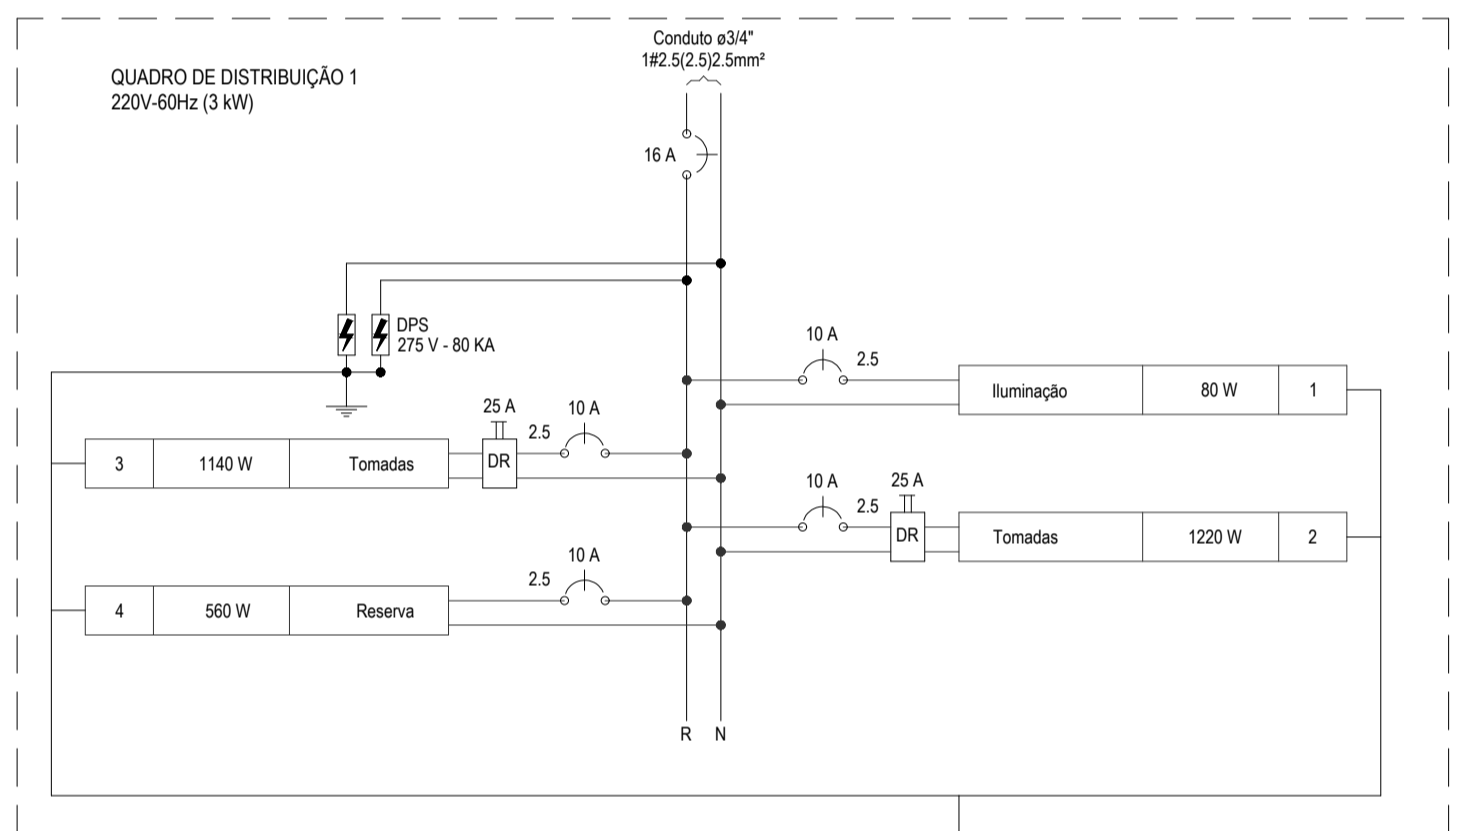 Conduto ø3/4"
1#2.5(2.5)2.5mm²
QUADRO DE DISTRIBUIÇÃO 1
220V-60Hz (3 kW)
16 A
DPS
275 V - 80 KA
10 A
2.5
Iluminação 80 W 1
25 A
10 A
2.5
3 1140 W Tomadas DR
10 A
25 A
2.5
DR Tomadas 1220 W 2
10 A
2.5
4 560 W Reserva
R N